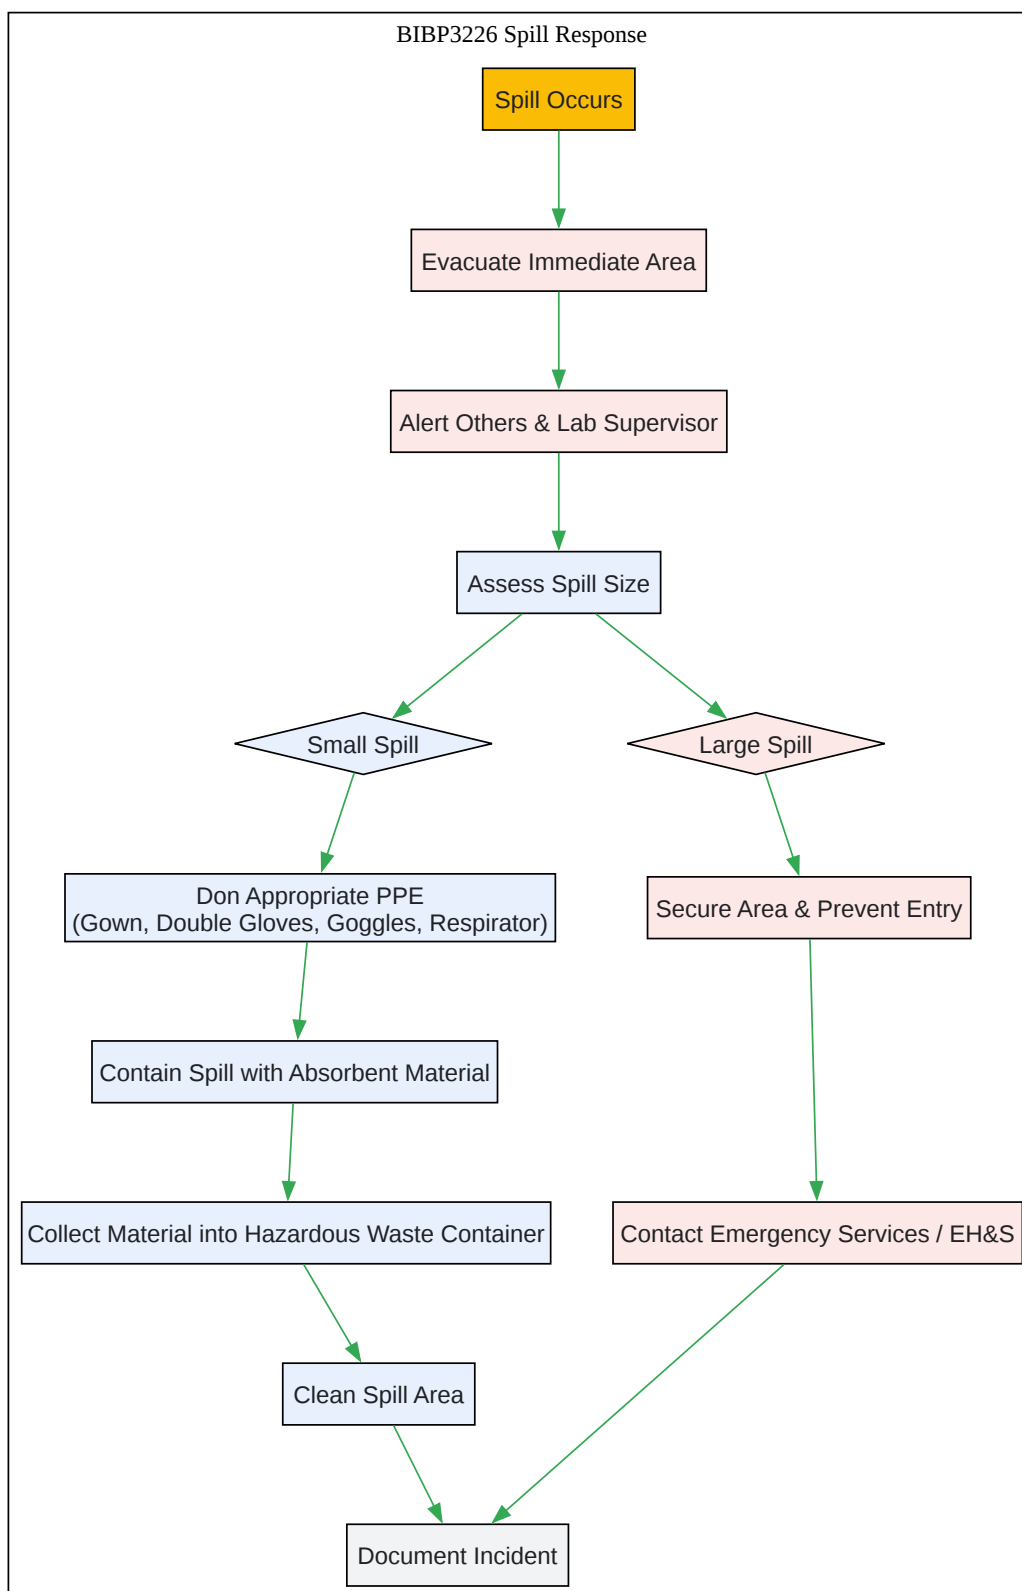 BIBP3226 Spill Response
Spill Occurs
Evacuate Immediate Area
Alert Others & Lab Supervisor
Assess Spill Size
Small Spill
Large Spill
Don Appropriate PPE
(Gown, Double Gloves, Goggles, Respirator)
Secure Area & Prevent Entry
Contain Spill with Absorbent Material
Collect Material into Hazardous Waste Container
Contact Emergency Services / EH&S
Clean Spill Area
Document Incident